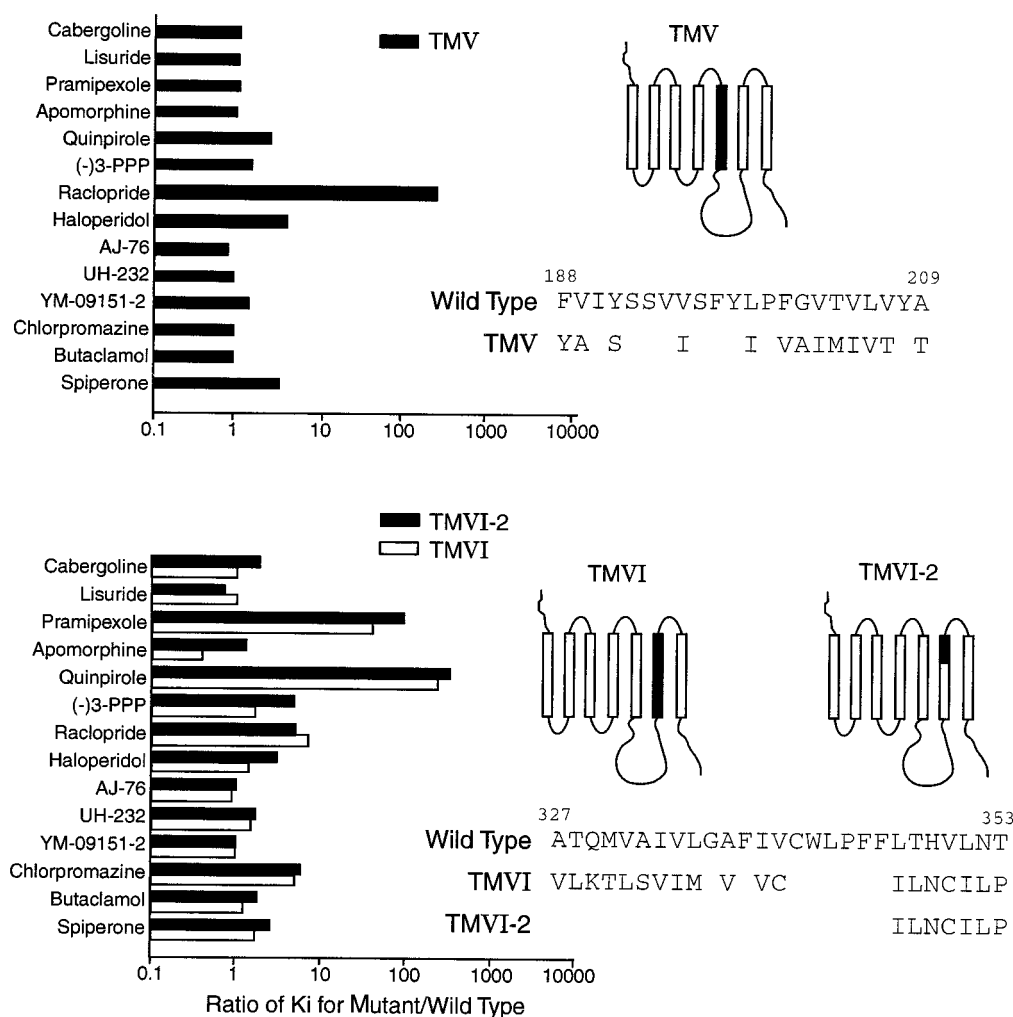 Cabergoline
Lisuride
Pramipexole
Apomorphine
Quinpirole
(-)3-PPP
Raclopride
Haloperidol
AJ-76
UH-232
YM-09151-2
Chlorpromazine
Butaclamol
Spiperone
0.1 1 10 100 1000 10000
TMV
TMV
188 209
Wild Type FVIYSSVVSFYLPFGVTVLVYA
TMV YA S I I VAIMIVT T
TMVI-2
TMVI
Cabergoline
Lisuride
Pramipexole
Apomorphine
Quinpirole
(-)3-PPP
Raclopride
Haloperidol
AJ-76
UH-232
YM-09151-2
Chlorpromazine
Butaclamol
Spiperone
0.1 1 10 100 1000 10000
Ratio of Ki for Mutant/Wild Type
TMVI TMVI-2
327 353
Wild Type ATQMVAIVLGAFIVCWLPFFLTHVLNT
TMVI VLKTLSVIM V VC ILNCILP
TMVI-2 ILNCILP